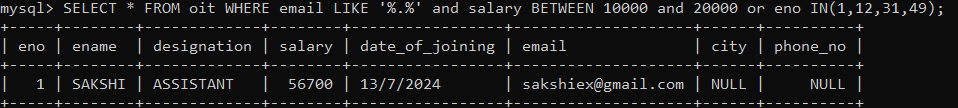 mysql> SELECT * FROM oit WHERE email LIKE '%.%' and salary BETWEEN 10000 and 20000 or eno IN(1,12,31,49);
+-----+--------+-------------+--------+-----------------+--------------------+------+----------+
| eno | ename | designation | salary | date_of_joining | email | city | phone_no |
+-----+--------+-------------+--------+-----------------+--------------------+------+----------+
| 1 | SAKSHI | ASSISTANT | 56700 | 13/7/2024 | sakshiex@gmail.com | NULL | NULL |
+-----+--------+-------------+--------+-----------------+--------------------+------+----------+